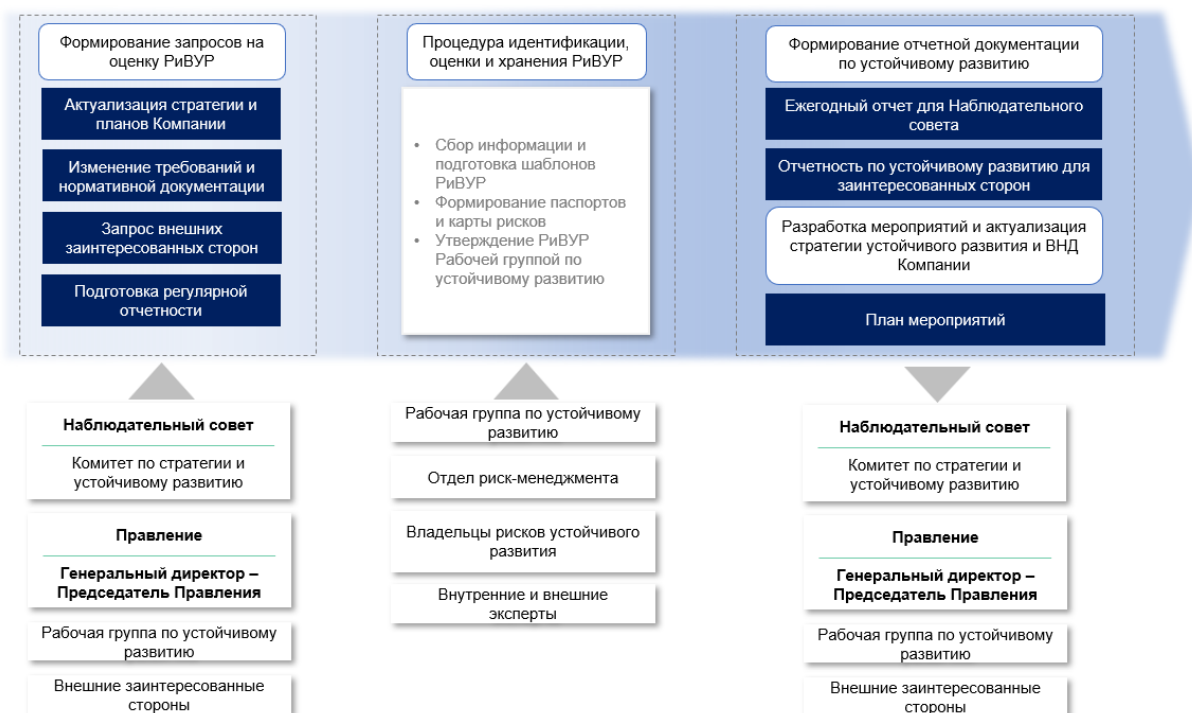 Формирование запросов на
оценку РиВУР
Актуализация стратегии и
планов Компании
Изменение требований и
нормативной документации
Запрос внешних
заинтересованных сторон
Подготовка регулярной
отчетности
Процедура идентификации,
оценки и хранения РиВУР
• Сбор информации и
подготовка шаблонов
РиВУР
• Формирование паспортов
и карты рисков
• Утверждение РиВУР
Рабочей группой по
устойчивому развитию
Формирование отчетной документации
по устойчивому развитию
Ежегодный отчет для Наблюдательного
совета
Отчетность по устойчивому развитию для
заинтересованных сторон
Разработка мероприятий и актуализация
стратегии устойчивого развития и ВНД
Компании
План мероприятий
Наблюдательный совет
Комитет по стратегии и
устойчивому развитию
Правление
Генеральный директор –
Председатель Правления
Рабочая группа по устойчивому
развитию
Внешние заинтересованные
стороны
Рабочая группа по устойчивому
развитию
Отдел риск-менеджмента
Владельцы рисков устойчивого
развития
Внутренние и внешние
эксперты
Наблюдательный совет
Комитет по стратегии и
устойчивому развитию
Правление
Генеральный директор –
Председатель Правления
Рабочая группа по устойчивому
развитию
Внешние заинтересованные
стороны